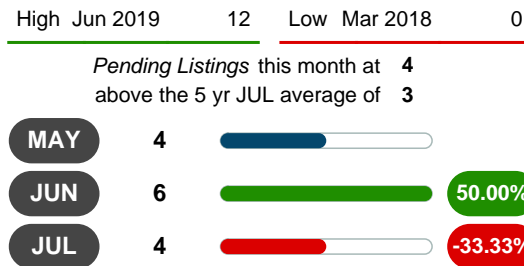 High Jun 2019 12 Low Mar 2018 0
Pending Listings this month at 4
above the 5 yr JUL average of 3
MAY 4
JUN 6 50.00%
JUL 4 -33.33%